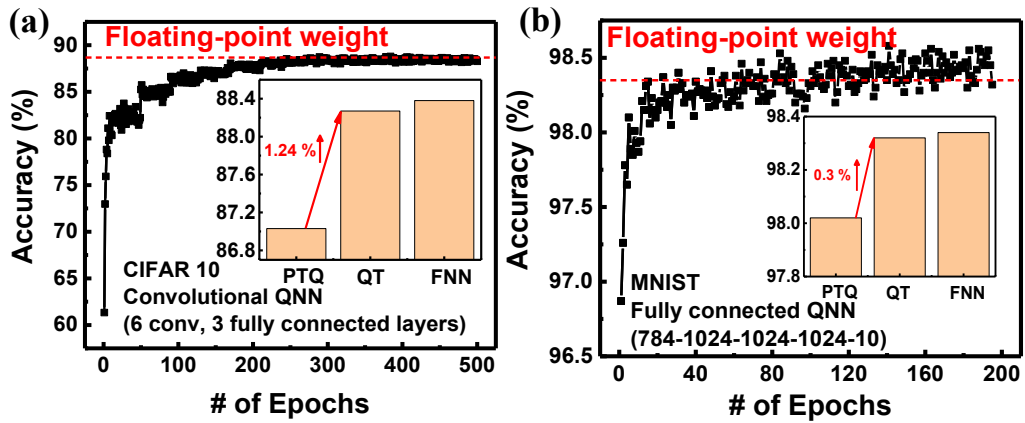 (a)
Floating-point weight
90
85
80
75
70
65
60
Accuracy (%)
88.4
88.0
87.6
87.2
86.8
1.24 %
PTQ QT FNN
CIFAR 10
Convolutional QNN
(6 conv, 3 fully connected layers)
0 100 200 300 400 500
# of Epochs
(b)
Floating-point weight
98.5
98.0
97.5
97.0
96.5
Accuracy (%)
98.4
98.2
98.0
97.8
0.3 %
PTQ QT FNN
MNIST
Fully connected QNN
(784-1024-1024-1024-10)
0 40 80 120 160 200
# of Epochs